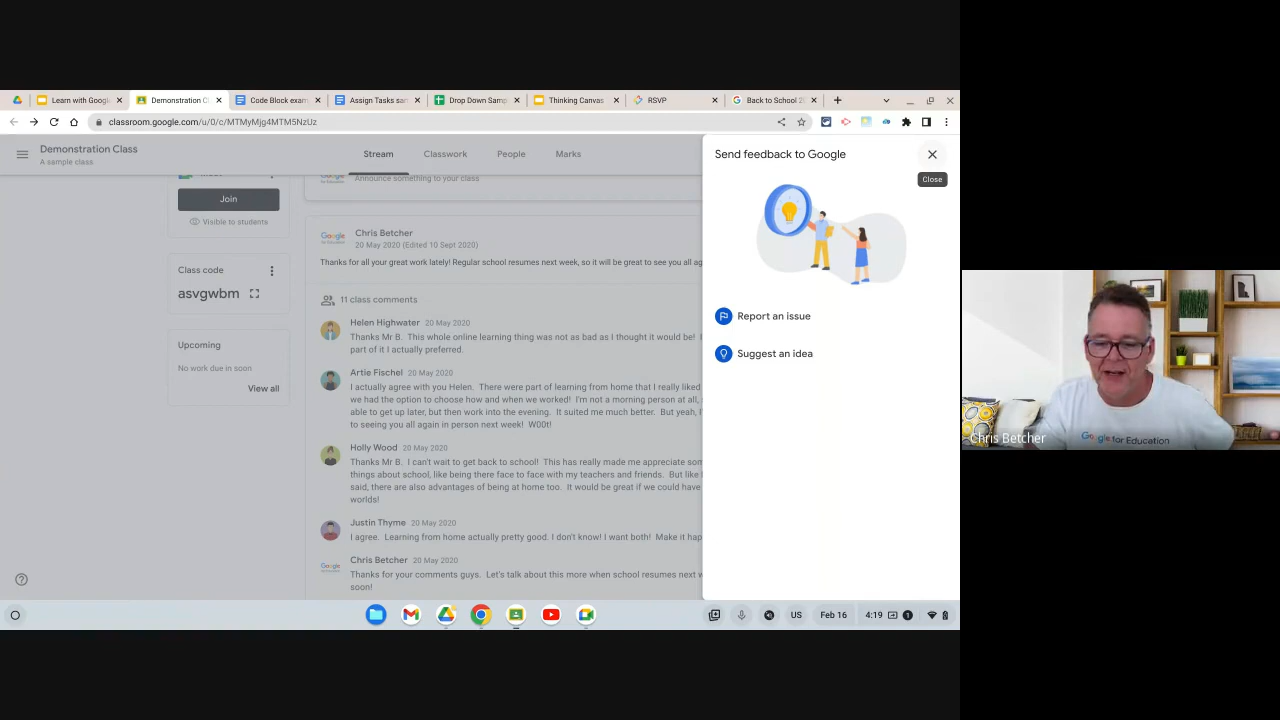 Learn with Googl
Demonstration Cl
Code Block exam
Assign Tasks sam
Drop Down Samp
Thinking Canvas
RSVP
Back to School 2
classroom.google.com/u/0/c/MTMyMjg4MTM5NzUz
Demonstration Class
A sample class
Stream
Classwork
People
Marks
Join
Visible to students
Class code
asvgwbm
Upcoming
No work due in soon
View all
Announce something to your class
Chris Betcher
20 May 2020 (Edited 10 Sept 2020)
Thanks for all your great work lately! Regular school resumes next week, so it will be great to see you all ag
11 class comments
Helen Highwater 20 May 2020
Thanks Mr B. This whole online learning thing was not as bad as I thought it would be! I
part of it I actually preferred.
Artie Fischel 20 May 2020
I actually agree with you Helen. There were part of learning from home that I really liked
we had the option to choose how and when we worked! I'm not a morning person at all,
able to get up later, but then work into the evening. It suited me much better. But yeah, I'
to seeing you all again in person next week! W00t!
Holly Wood 20 May 2020
Thanks Mr B. I can't wait to get back to school! This has really made me appreciate som
things about school, like being there face to face with my teachers and friends. But like
said, there are also advantages of being at home too. It would be great if we could have
worlds!
Justin Thyme 20 May 2020
I agree. Learning from home actually pretty good. I don't know! I want both! Make it hap
Chris Betcher 20 May 2020
Thanks for your comments guys. Let's talk about this more when school resumes next w
soon!
Send feedback to Google
Close
Report an issue
Suggest an idea
US
Feb 16
4:19
1
Google for Education
Chris Betcher